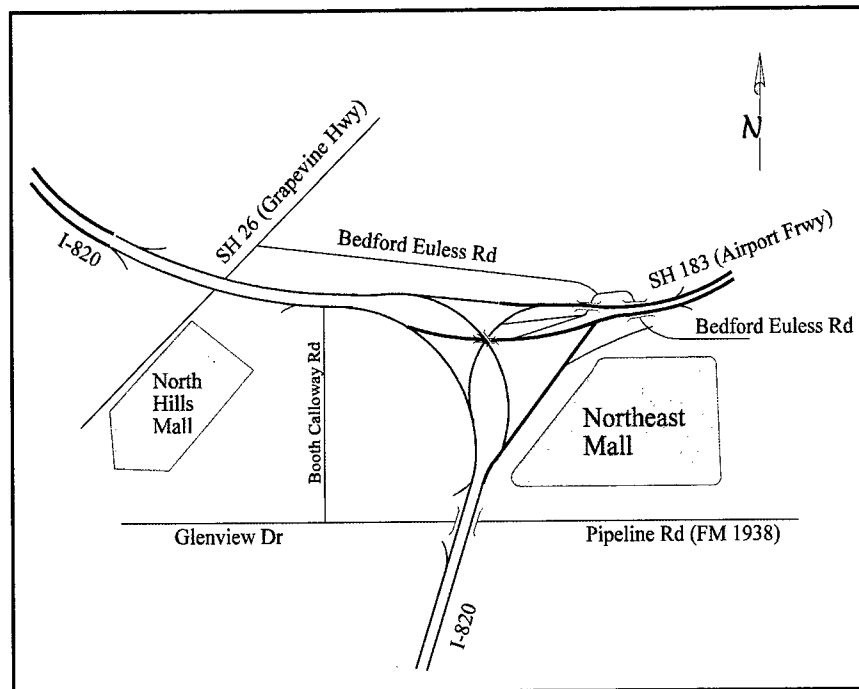 N
SH 26 (Grapevine Hwy)
I-820
Bedford Euless Rd
SH 183 (Airport Frwy)
Bedford Euless Rd
North
Hills
Mall
Booth Calloway Rd
Northeast
Mall
Glenview Dr
Pipeline Rd (FM 1938)
I-820